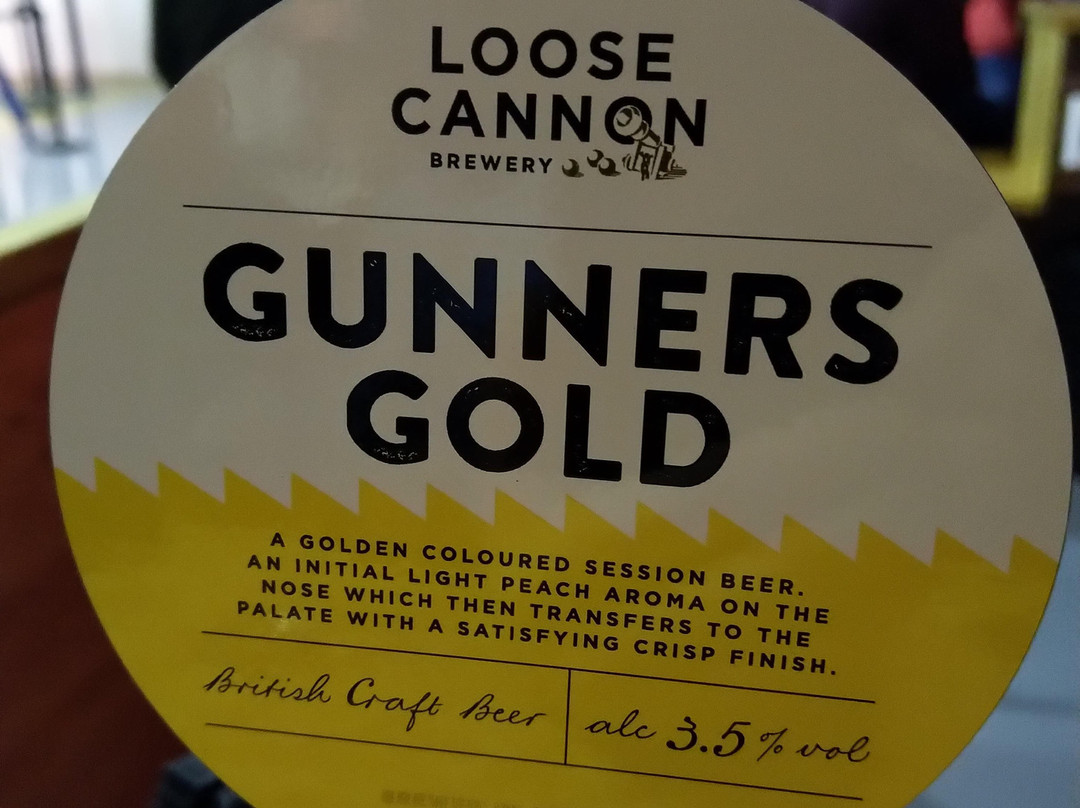 LOOSE
CANNON
BREWERY
GUNNERS
GOLD
A GOLDEN COLOURED SESSION BEER.
AN INITIAL LIGHT PEACH AROMA ON THE
NOSE WHICH THEN TRANSFERS TO THE
PALATE WITH A SATISFYING CRISP FINISH.
British Craft Beer
alc 3.5% vol